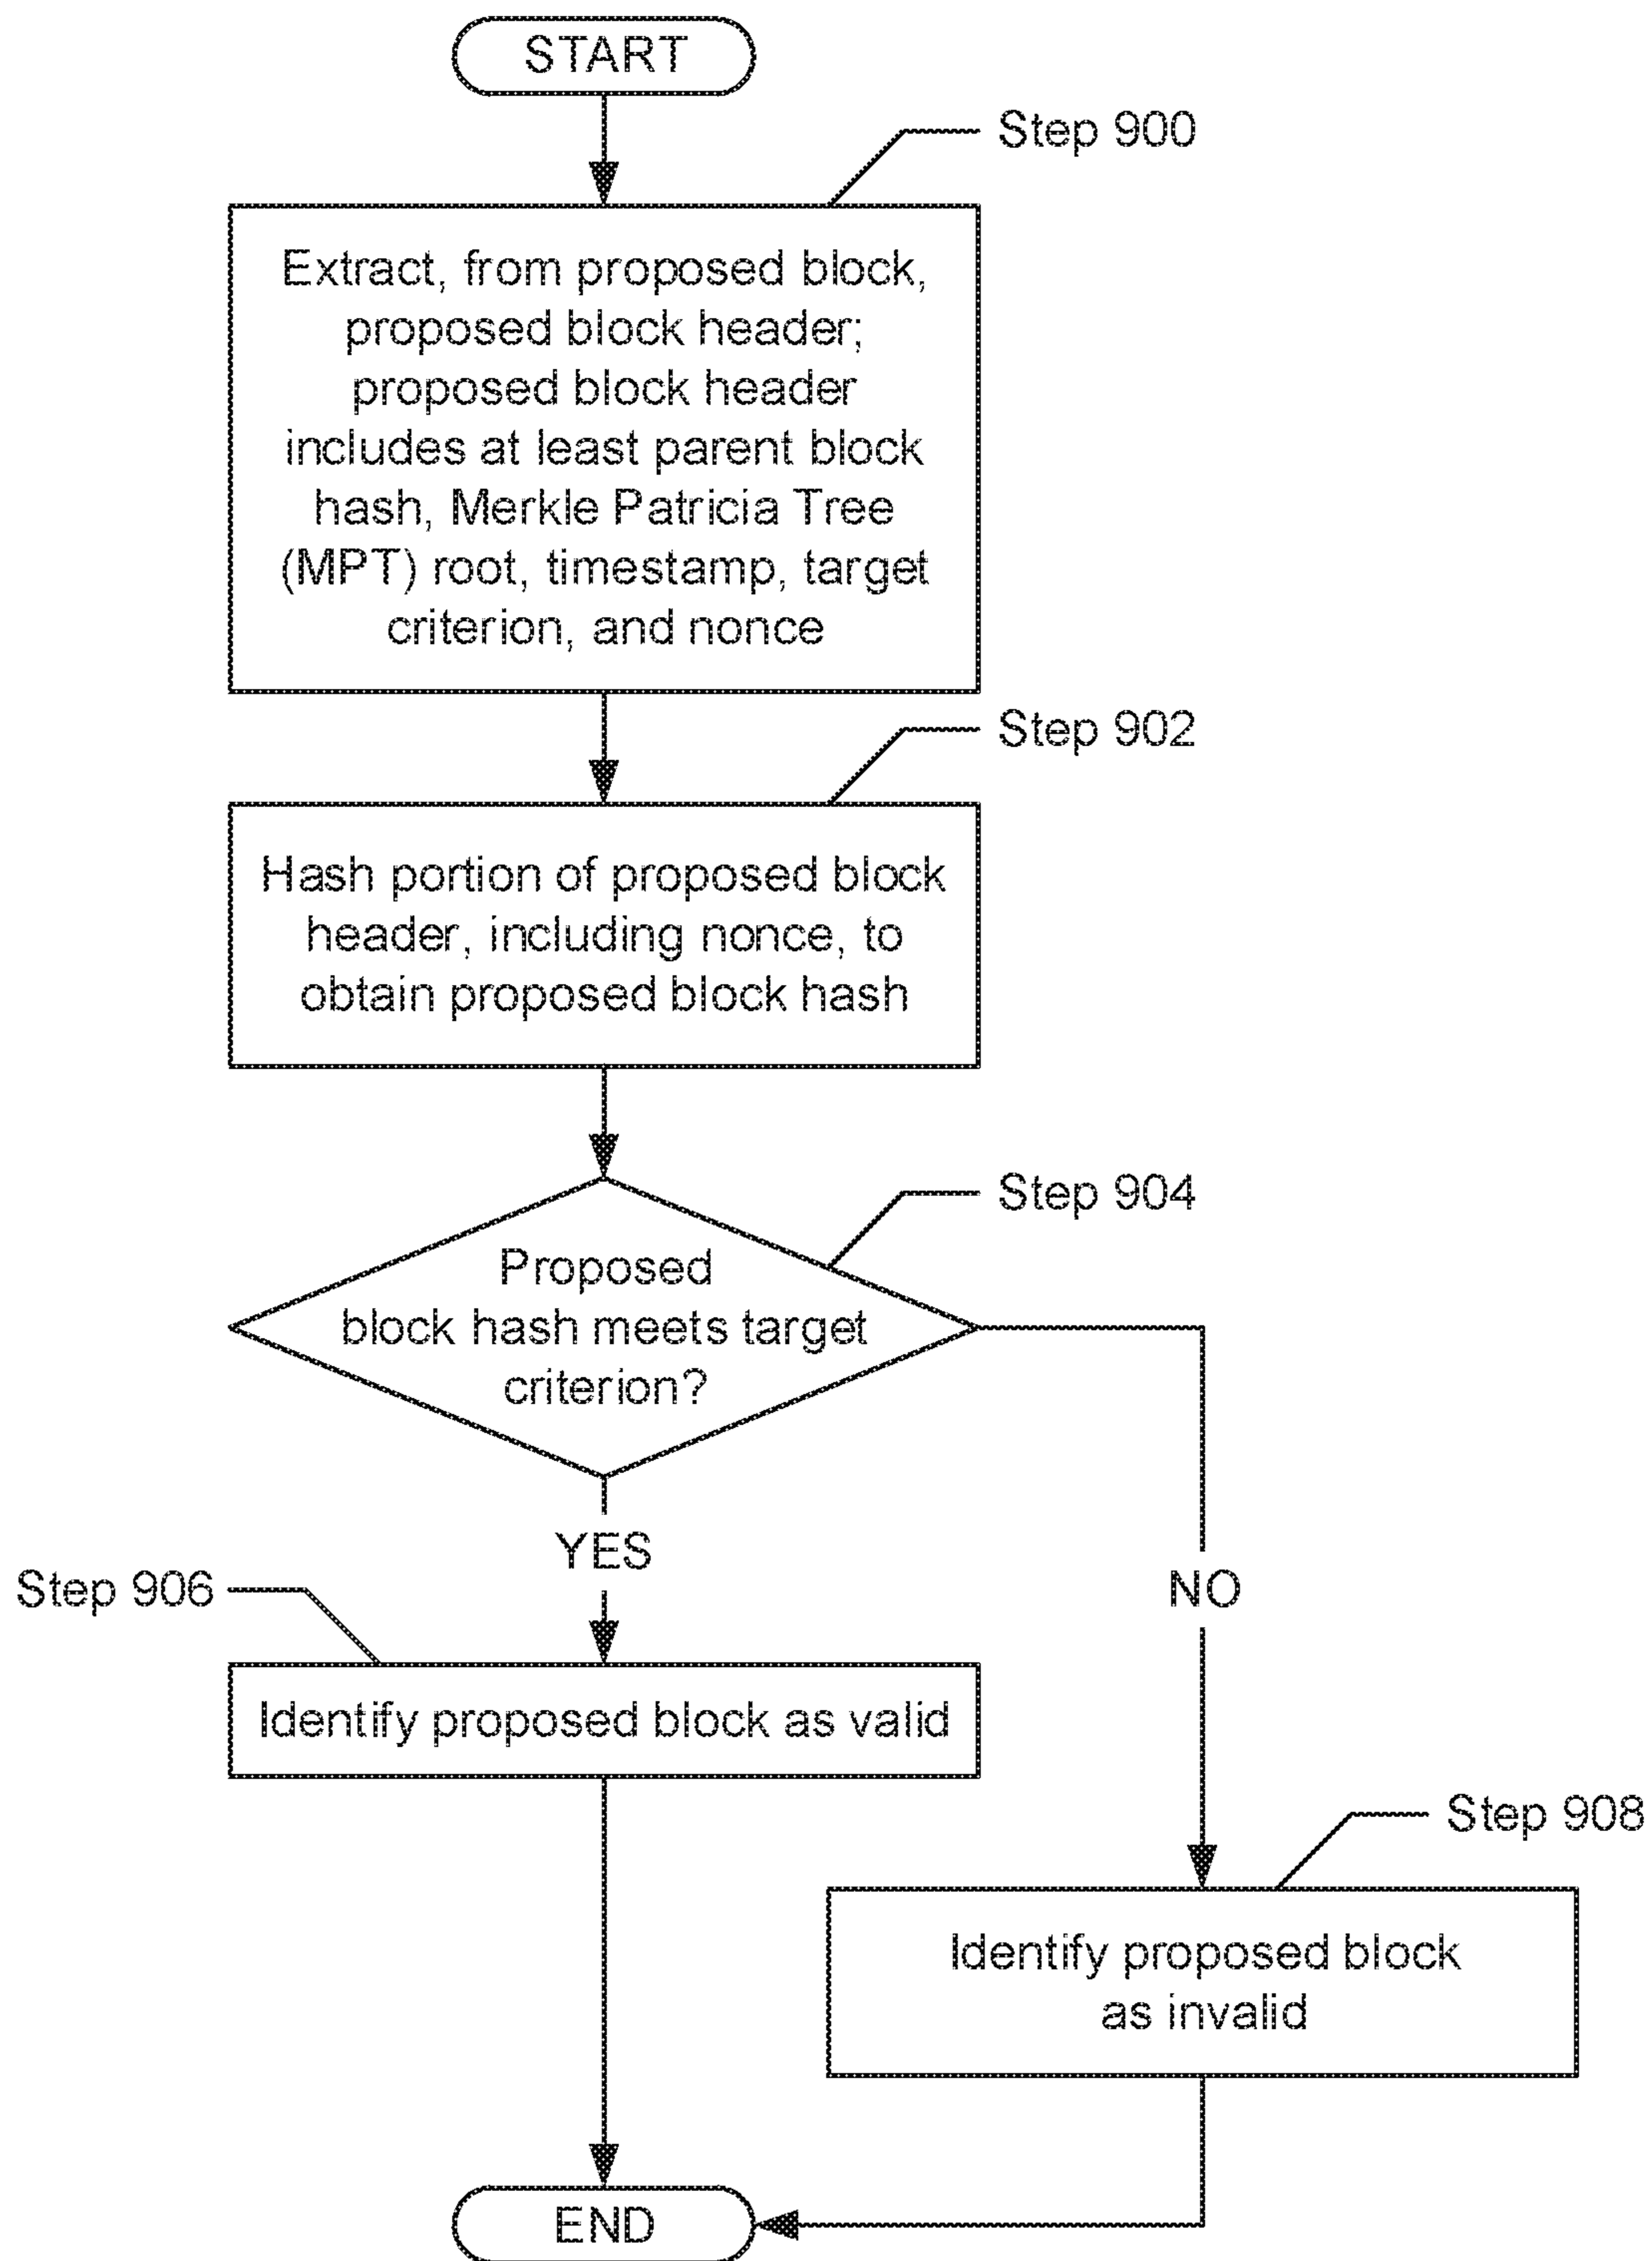 START
Step 900
Extract, from proposed block,
proposed block header;
proposed block header
includes at least parent block
hash, Merkle Patricia Tree
(MPT) root, timestamp, target
criterion, and nonce
Step 902
Hash portion of proposed block
header, including nonce, to
obtain proposed block hash
Step 904
Proposed
block hash meets target
criterion?
YES
NO
Step 906
Identify proposed block as valid
Step 908
Identify proposed block
as invalid
END